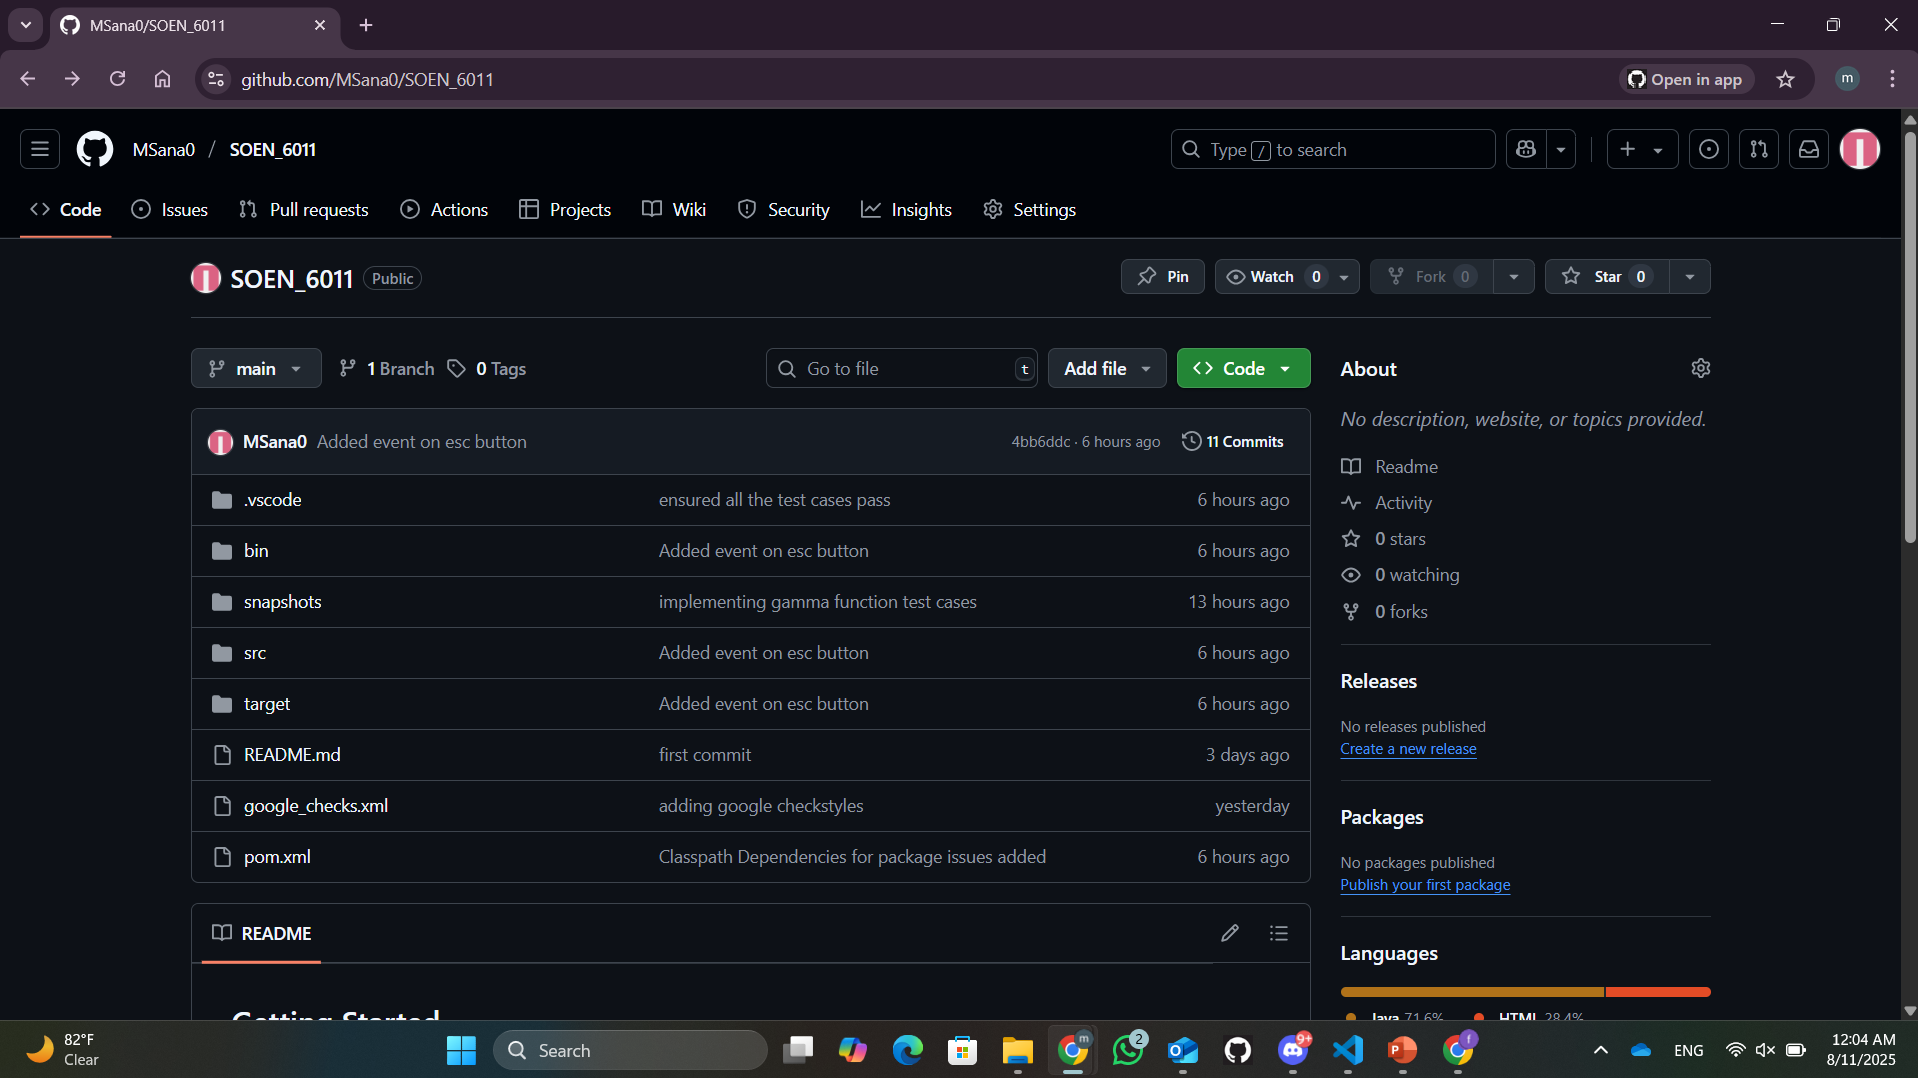 MSana0/SOEN_6011
github.com/MSana0/SOEN_6011
Open in app
m
MSana0 / SOEN_6011
Type / to search
Code Issues Pull requests Actions Projects Wiki Security Insights Settings
SOEN_6011 Public
Pin Watch 0 Fork 0 Star 0
main 1 Branch 0 Tags
Go to file t
Add file Code
MSana0 Added event on esc button 4bb6ddc · 6 hours ago 11 Commits
.vscode ensured all the test cases pass 6 hours ago
bin Added event on esc button 6 hours ago
snapshots implementing gamma function test cases 13 hours ago
src Added event on esc button 6 hours ago
target Added event on esc button 6 hours ago
README.md first commit 3 days ago
google_checks.xml adding google checkstyles yesterday
pom.xml Classpath Dependencies for package issues added 6 hours ago
README
Getting Started
About
No description, website, or topics provided.
Readme
Activity
0 stars
0 watching
0 forks
Releases
No releases published
Create a new release
Packages
No packages published
Publish your first package
Languages
Java 71.6% HTML 28.4%
82°F
Clear
Search
m
2
9+
f
ENG
12:04 AM
8/11/2025